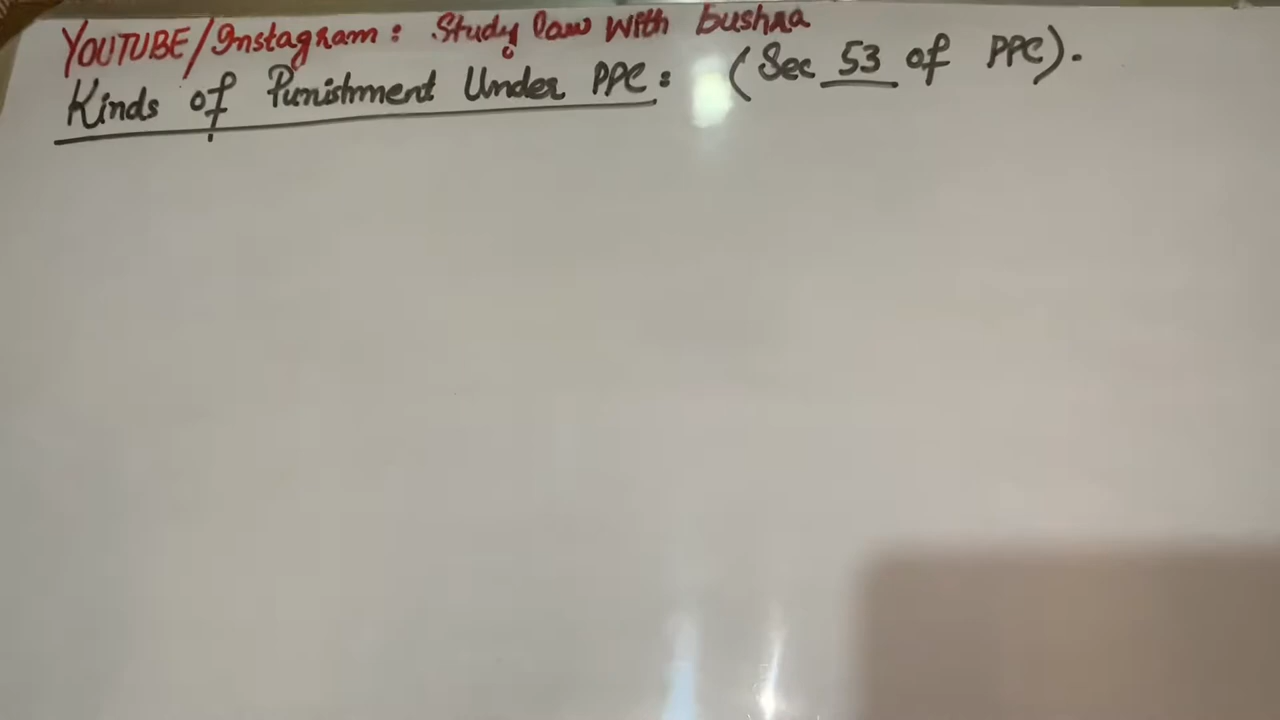 YOUTUBE/Instagram: Study law with bushra
Kinds of Punishment Under PPC: (Sec 53 of PPC).